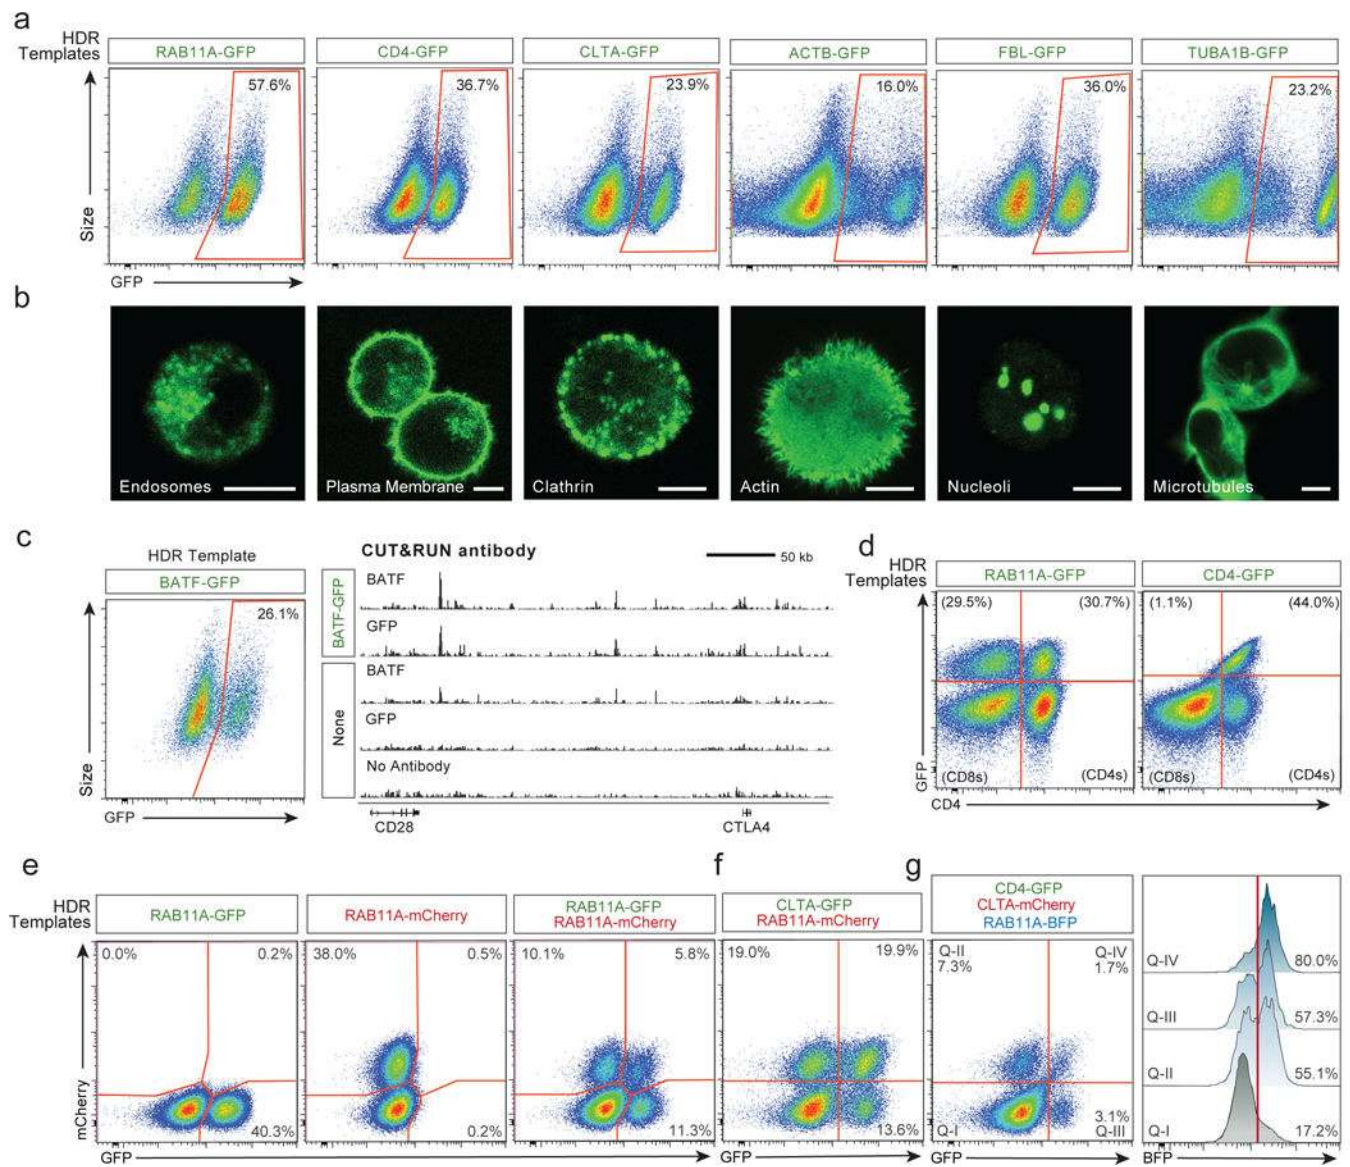 a
HDR
Templates
RAB11A-GFP
CD4-GFP
CLTA-GFP
ACTB-GFP
FBL-GFP
TUBA1B-GFP
57.6%
36.7%
23.9%
16.0%
36.0%
23.2%
Size
GFP
b
Endosomes
Plasma Membrane
Clathrin
Actin
Nucleoli
Microtubules
c
HDR Template
BATF-GFP
26.1%
Size
GFP
CUT&RUN antibody
50 kb
BATF-GFP
BATF
GFP
None
BATF
GFP
No Antibody
CD28
CTLA4
d
HDR
Templates
RAB11A-GFP
CD4-GFP
(29.5%)
(30.7%)
(1.1%)
(44.0%)
(CD8s)
(CD4s)
(CD8s)
(CD4s)
GFP
CD4
e
HDR
Templates
RAB11A-GFP
RAB11A-mCherry
RAB11A-GFP
RAB11A-mCherry
0.0%
0.2%
38.0%
0.5%
10.1%
5.8%
mCherry
40.3%
0.2%
11.3%
GFP
f
CLTA-GFP
RAB11A-mCherry
19.0%
19.9%
13.6%
GFP
g
CD4-GFP
CLTA-mCherry
RAB11A-BFP
Q-II
7.3%
Q-IV
1.7%
Q-I
3.1%
Q-III
GFP
Q-IV
80.0%
Q-III
57.3%
Q-II
55.1%
Q-I
17.2%
BFP